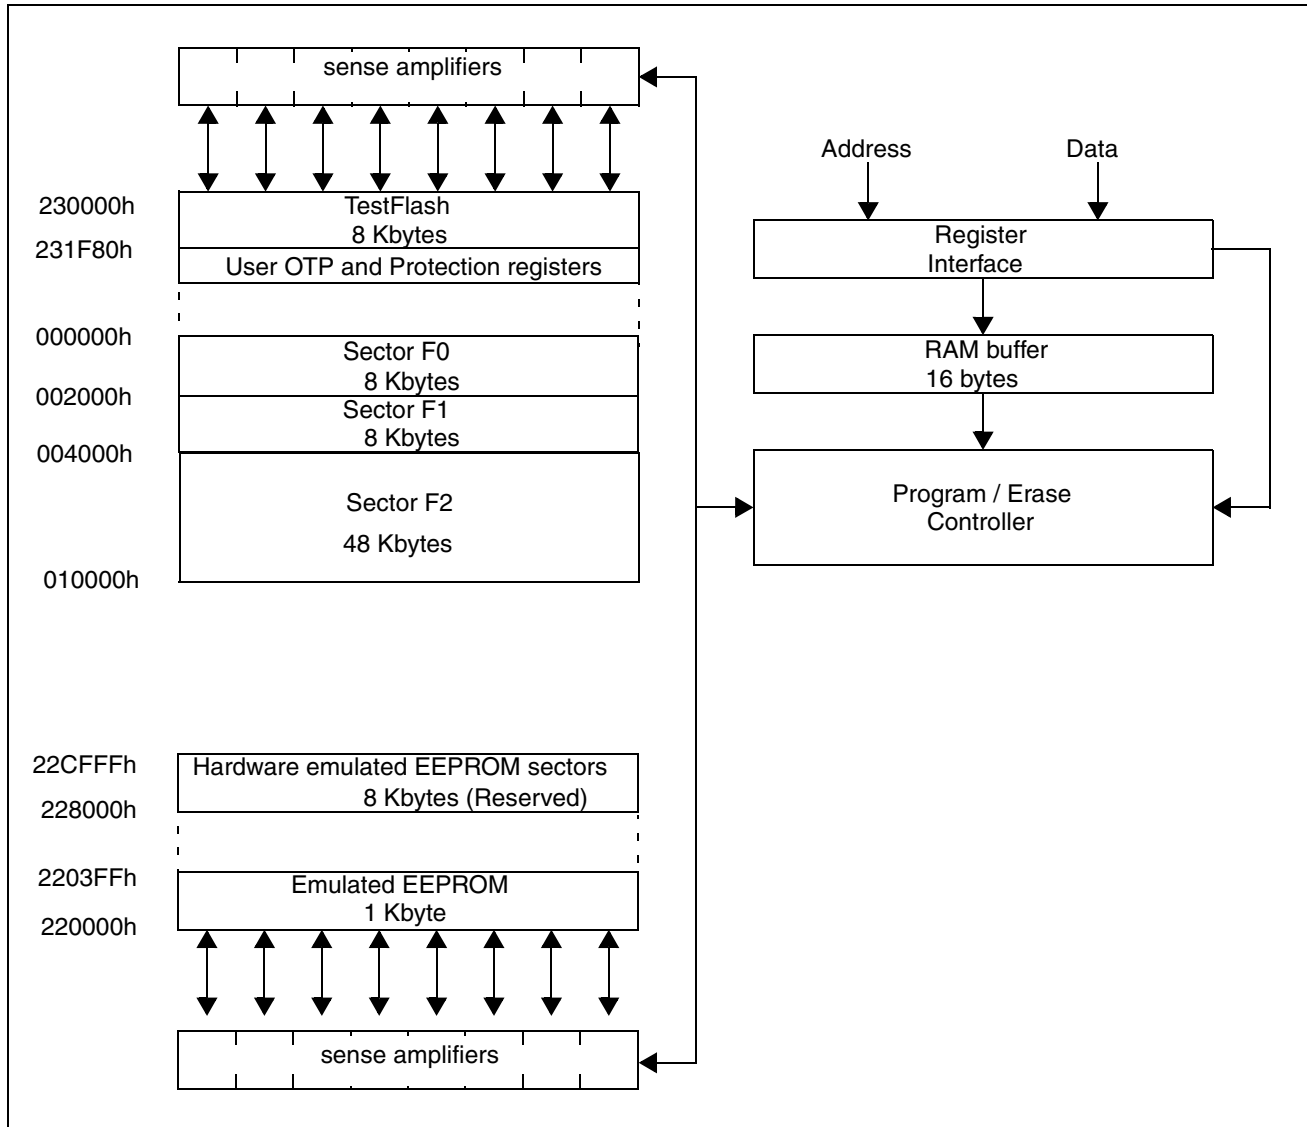 sense amplifiers
230000h
TestFlash
8 Kbytes
231F80h
User OTP and Protection registers
000000h
Sector F0
8 Kbytes
002000h
Sector F1
8 Kbytes
004000h
Sector F2
48 Kbytes
010000h
22CFFFh
Hardware emulated EEPROM sectors
8 Kbytes (Reserved)
228000h
2203FFh
Emulated EEPROM
1 Kbyte
220000h
sense amplifiers
Address
Data
Register
Interface
RAM buffer
16 bytes
Program / Erase
Controller